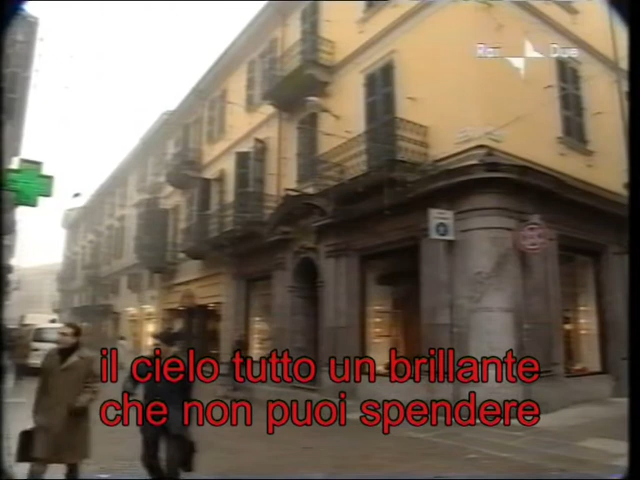 Rai Due
il cielo tutto un brillante
che non puoi spendere